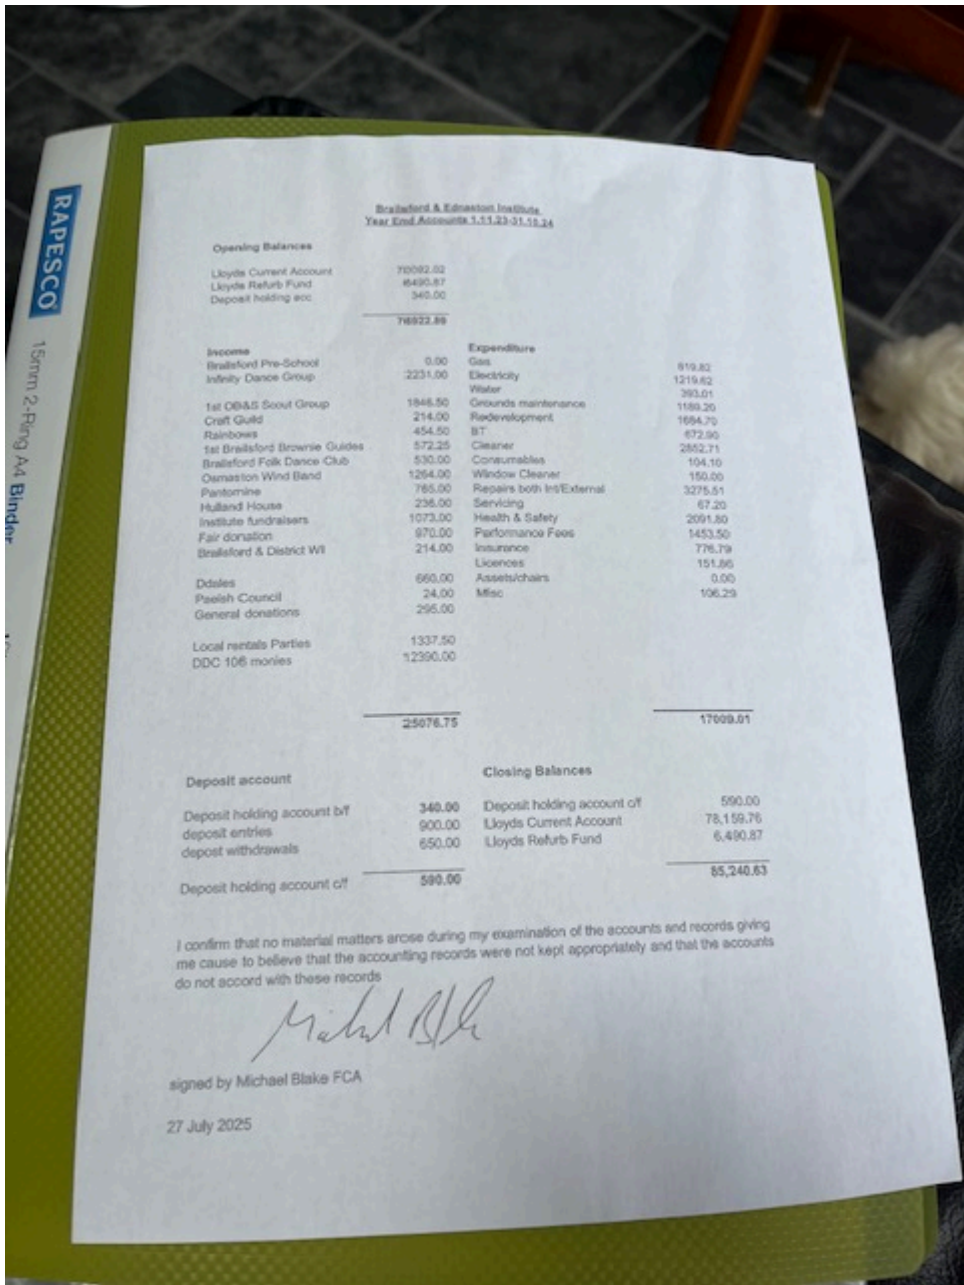 RAPESCO
15mm 2-Ring A4 Binder
Brailsford & Ednaston Institute
Year End Accounts 1.11.23-31.10.24
Opening Balances
Lloyds Current Account 70092.02
Lloyds Refurb Fund 6490.87
Deposit holding acc 340.00
76922.89
Income Expenditure
Brailsford Pre-School 0.00 Gas 819.82
Infinity Dance Group 2231.00 Electricity 1219.62
Water 393.01
1st OB&S Scout Group 1846.50 Grounds maintenance 1189.20
Craft Guild 214.00 Redevelopment 1684.70
Rainbows 454.50 BT 672.90
1st Brailsford Brownie Guides 572.25 Cleaner 2852.71
Brailsford Folk Dance Club 530.00 Consumables 104.10
Osmaston Wind Band 1264.00 Window Cleaner 150.00
Pantomine 765.00 Repairs both Int/External 3275.51
Hulland House 236.00 Servicing 67.20
Institute fundraisers 1073.00 Health & Safety 2091.80
Fair donation 970.00 Performance Fees 1453.50
Brailsford & District WI 214.00 Insurance 776.79
Licences 151.86
Ddales 660.00 Assets/chairs 0.00
Paeish Council 24.00 Misc 106.29
General donations 295.00
Local rentals Parties 1337.50
DDC 106 monies 12390.00
25076.75 17009.01
Deposit account Closing Balances
Deposit holding account b/f 340.00 Deposit holding account c/f 590.00
deposit entries 900.00 Lloyds Current Account 78,159.76
depost withdrawals 650.00 Lloyds Refurb Fund 6,490.87
85,240.63
Deposit holding account c/f 590.00
I confirm that no material matters arose during my examination of the accounts and records giving
me cause to believe that the accounting records were not kept appropriately and that the accounts
do not accord with these records
signed by Michael Blake FCA
27 July 2025